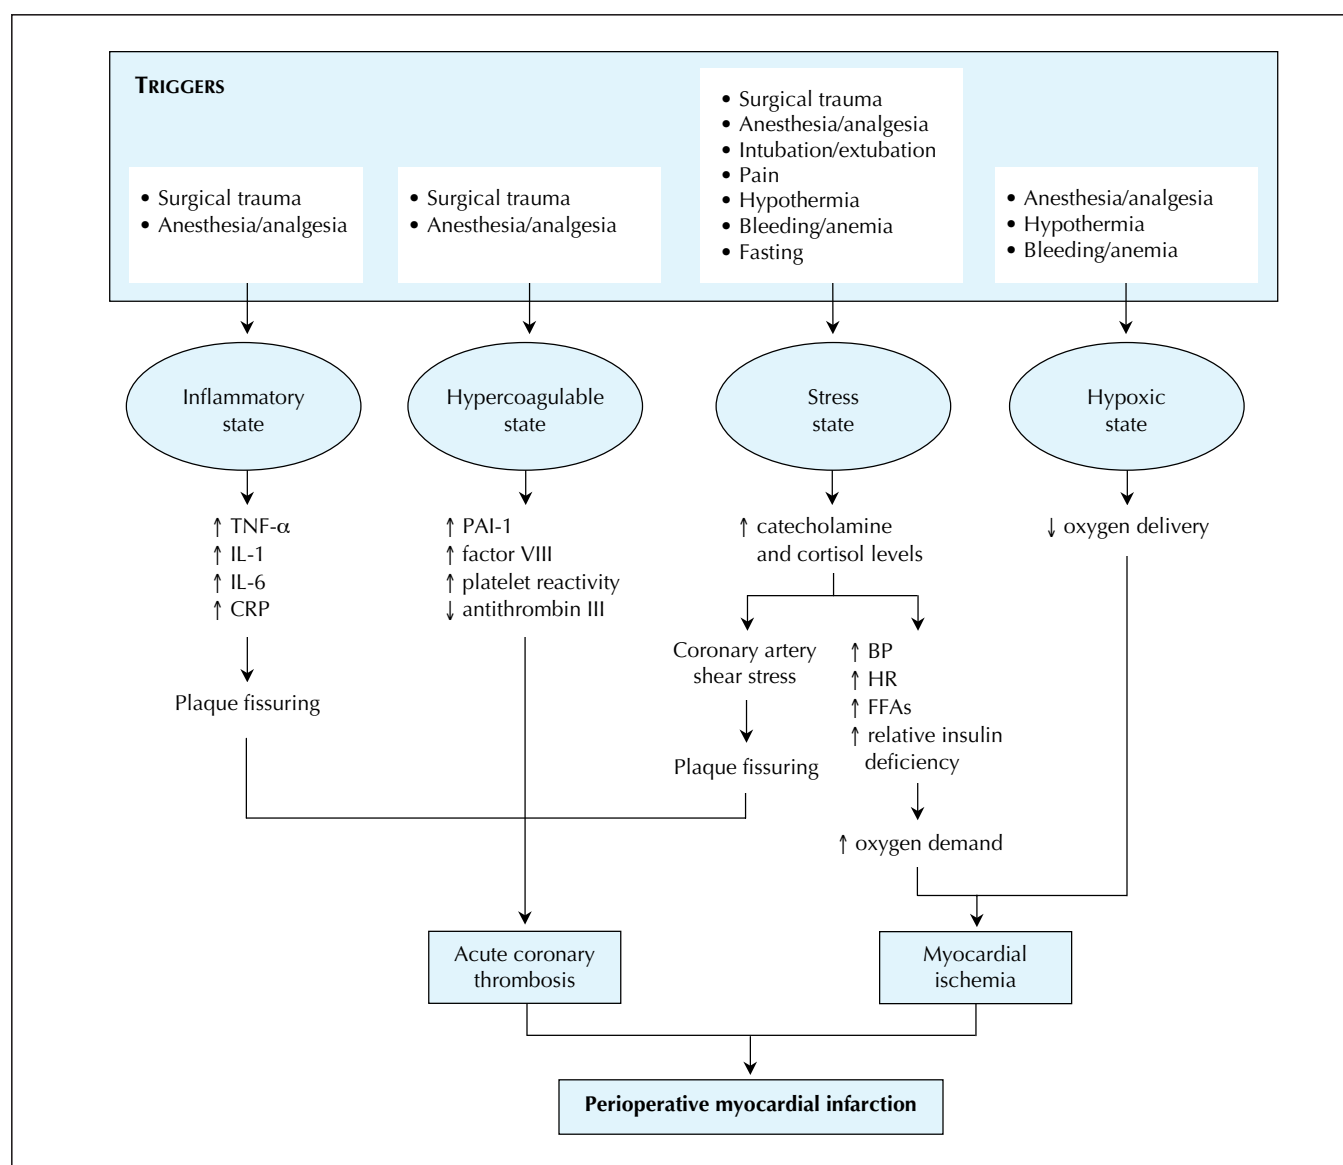 TRIGGERS
• Surgical trauma
• Anesthesia/analgesia
• Surgical trauma
• Anesthesia/analgesia
• Surgical trauma
• Anesthesia/analgesia
• Intubation/extubation
• Pain
• Hypothermia
• Bleeding/anemia
• Fasting
• Anesthesia/analgesia
• Hypothermia
• Bleeding/anemia
Inflammatory
state
Hypercoagulable
state
Stress
state
Hypoxic
state
↑ TNF-α
↑ IL-1
↑ IL-6
↑ CRP
Plaque fissuring
↑ PAI-1
↑ factor VIII
↑ platelet reactivity
↓ antithrombin III
↑ catecholamine
and cortisol levels
Coronary artery
shear stress
Plaque fissuring
↑ BP
↑ HR
↑ FFAs
↑ relative insulin
deficiency
↑ oxygen demand
↓ oxygen delivery
Acute coronary
thrombosis
Myocardial
ischemia
Perioperative myocardial infarction